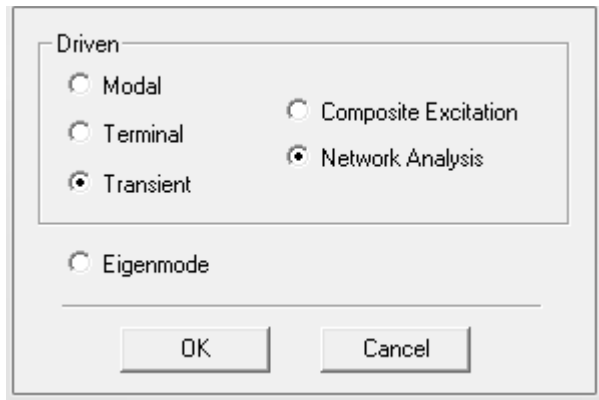 Driven
Modal
Terminal
Transient
Composite Excitation
Network Analysis
Eigenmode
OK
Cancel